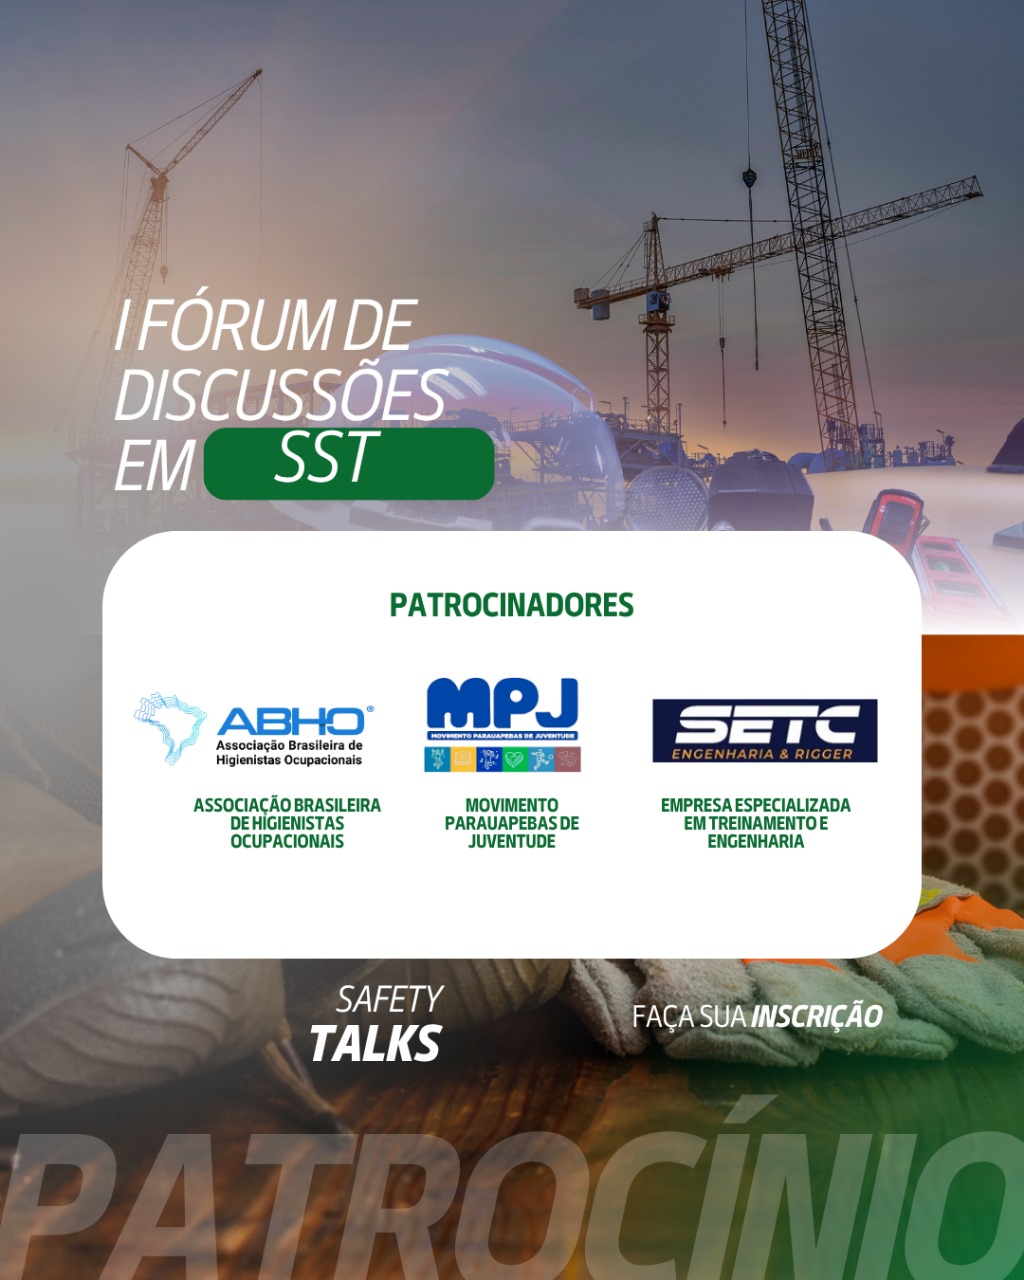 I FÓRUM DE
DISCUSSÕES
EM SST
PATROCINADORES
ABHO®
Associação Brasileira de
Higienistas Ocupacionais
ASSOCIAÇÃO BRASILEIRA
DE HIGIENISTAS
OCUPACIONAIS
MPJ
MOVIMENTO PARAUAPEBAS DE JUVENTUDE
MOVIMENTO
PARAUAPEBAS DE
JUVENTUDE
SETC
ENGENHARIA & RIGGER
EMPRESA ESPECIALIZADA
EM TREINAMENTO E
ENGENHARIA
SAFETY
TALKS
FAÇA SUA INSCRIÇÃO
PATROCÍNIO